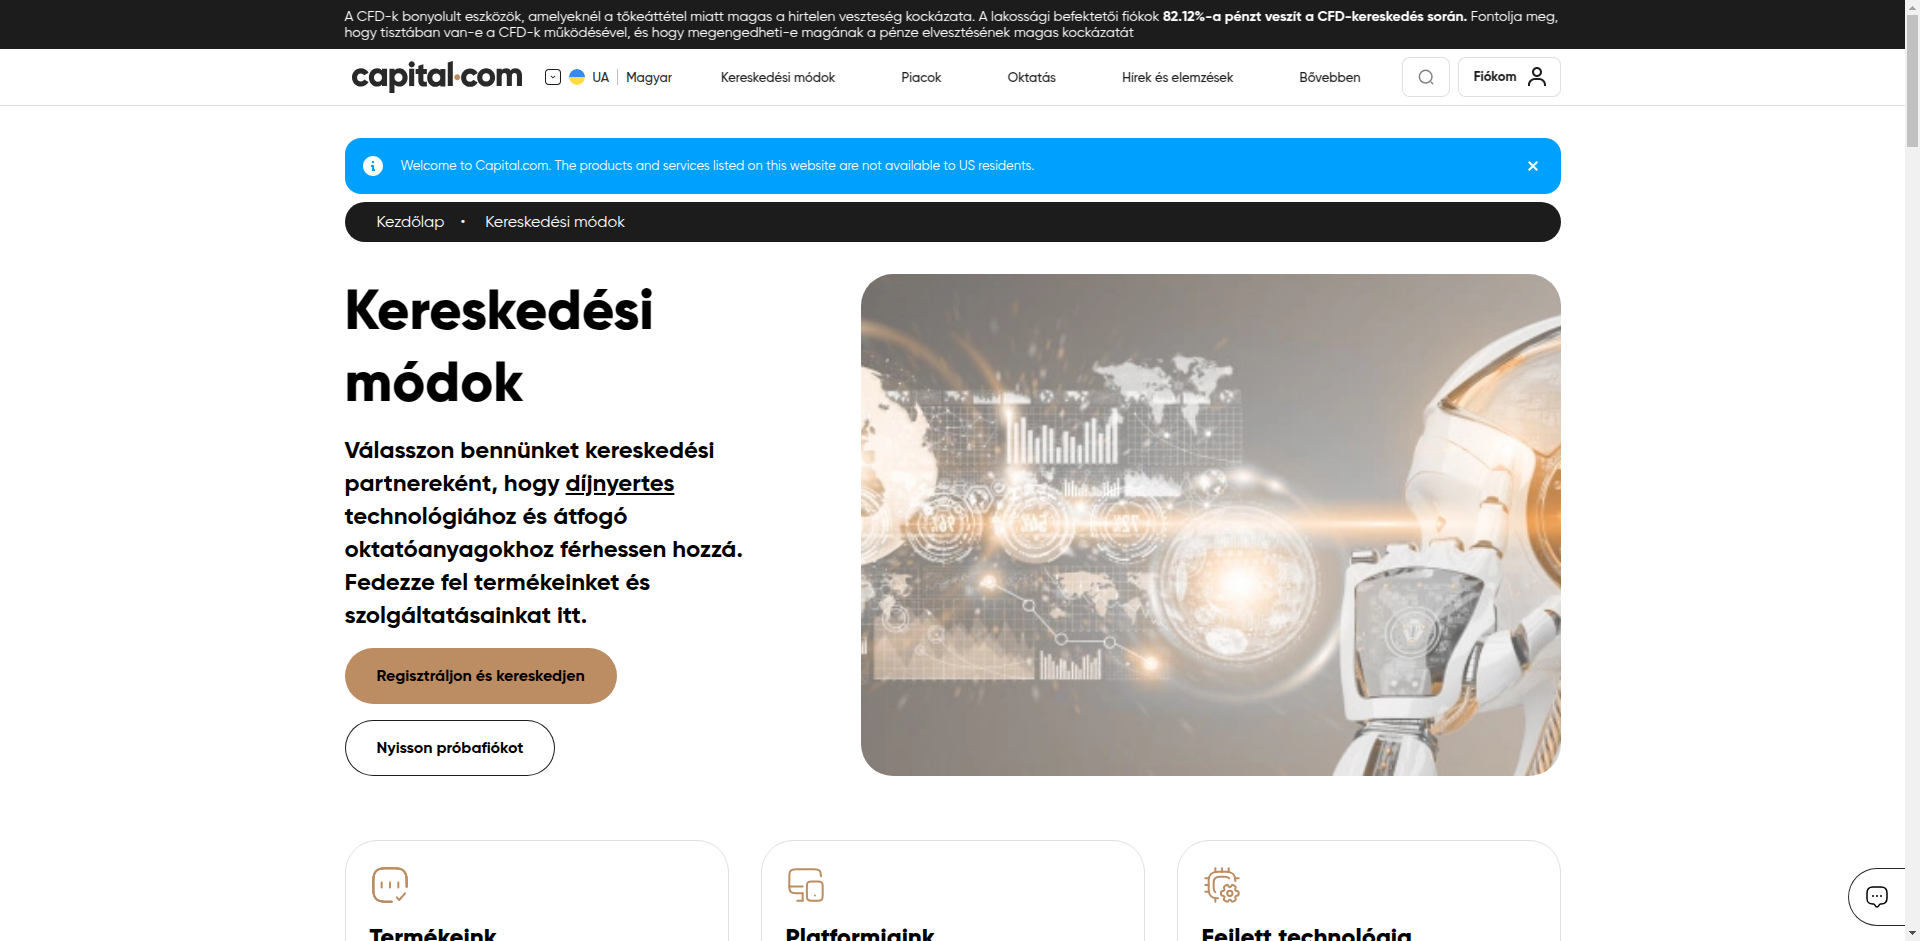 A CFD-k bonyolult eszközök, amelyeknél a tőkeáttétel miatt magas a hirtelen veszteség kockázata. A lakossági befektetői fiókok 82.12%-a pénzt veszít a CFD-kereskedés során. Fontolja meg,
hogy tisztában van-e a CFD-k működésével, és hogy megengedheti-e magának a pénze elvesztésének magas kockázatát
capital.com
UA
Magyar
Kereskedési módok
Piacok
Oktatás
Hírek és elemzések
Bővebben
Fiókom
Welcome to Capital.com. The products and services listed on this website are not available to US residents.
Kezdőlap • Kereskedési módok
Kereskedési
módok
Válasszon bennünket kereskedési
partnereként, hogy díjnyertes
technológiához és átfogó
oktatóanyagokhoz férhessen hozzá.
Fedezze fel termékeinket és
szolgáltatásainkat itt.
Regisztráljon és kereskedjen
Nyisson próbafiókot
Termékeink
Platformjaink
Fejlett technológia